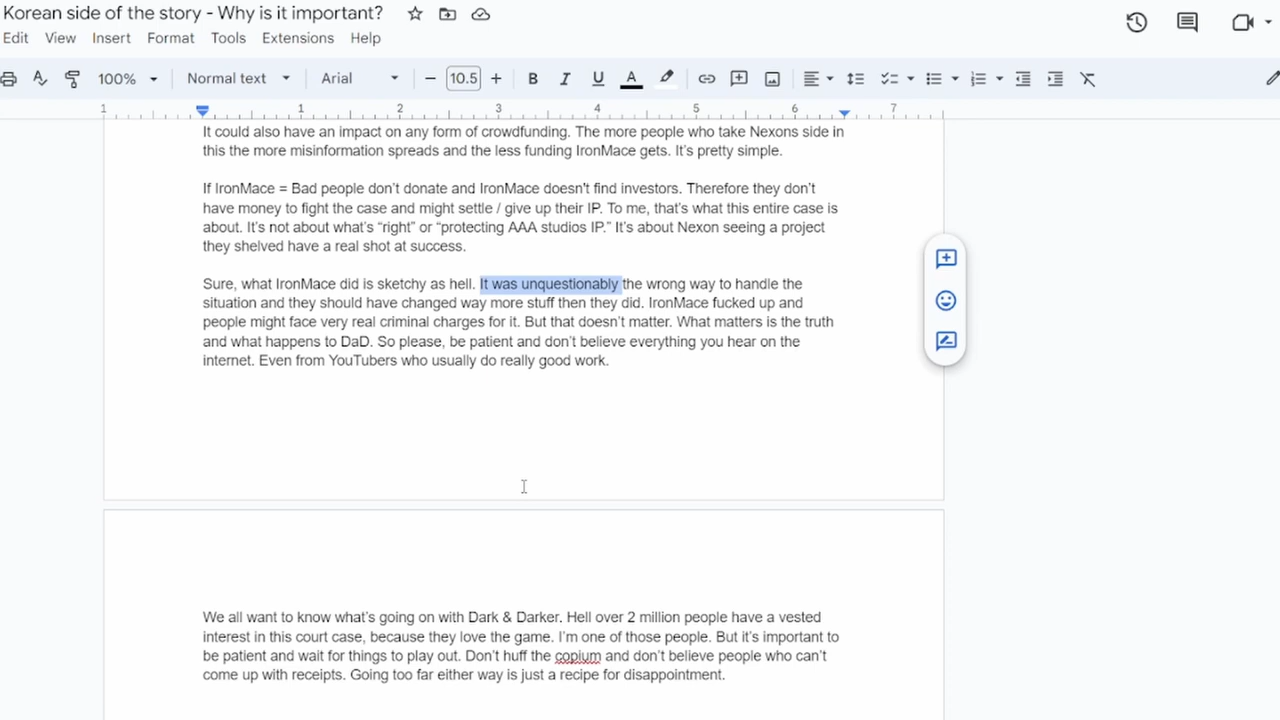 Korean side of the story - Why is it important?
Edit View Insert Format Tools Extensions Help
100% Normal text Arial 10.5 B I U A
1 1 2 3 4 5 6 7
It could also have an impact on any form of crowdfunding. The more people who take Nexons side in
this the more misinformation spreads and the less funding IronMace gets. It's pretty simple.
If IronMace = Bad people don't donate and IronMace doesn't find investors. Therefore they don't
have money to fight the case and might settle / give up their IP. To me, that's what this entire case is
about. It's not about what's “right” or “protecting AAA studios IP.” It's about Nexon seeing a project
they shelved have a real shot at success.
Sure, what IronMace did is sketchy as hell. It was unquestionably the wrong way to handle the
situation and they should have changed way more stuff then they did. IronMace fucked up and
people might face very real criminal charges for it. But that doesn't matter. What matters is the truth
and what happens to DaD. So please, be patient and don't believe everything you hear on the
internet. Even from YouTubers who usually do really good work.
We all want to know what's going on with Dark & Darker. Hell over 2 million people have a vested
interest in this court case, because they love the game. I'm one of those people. But it's important to
be patient and wait for things to play out. Don't huff the copium and don't believe people who can't
come up with receipts. Going too far either way is just a recipe for disappointment.